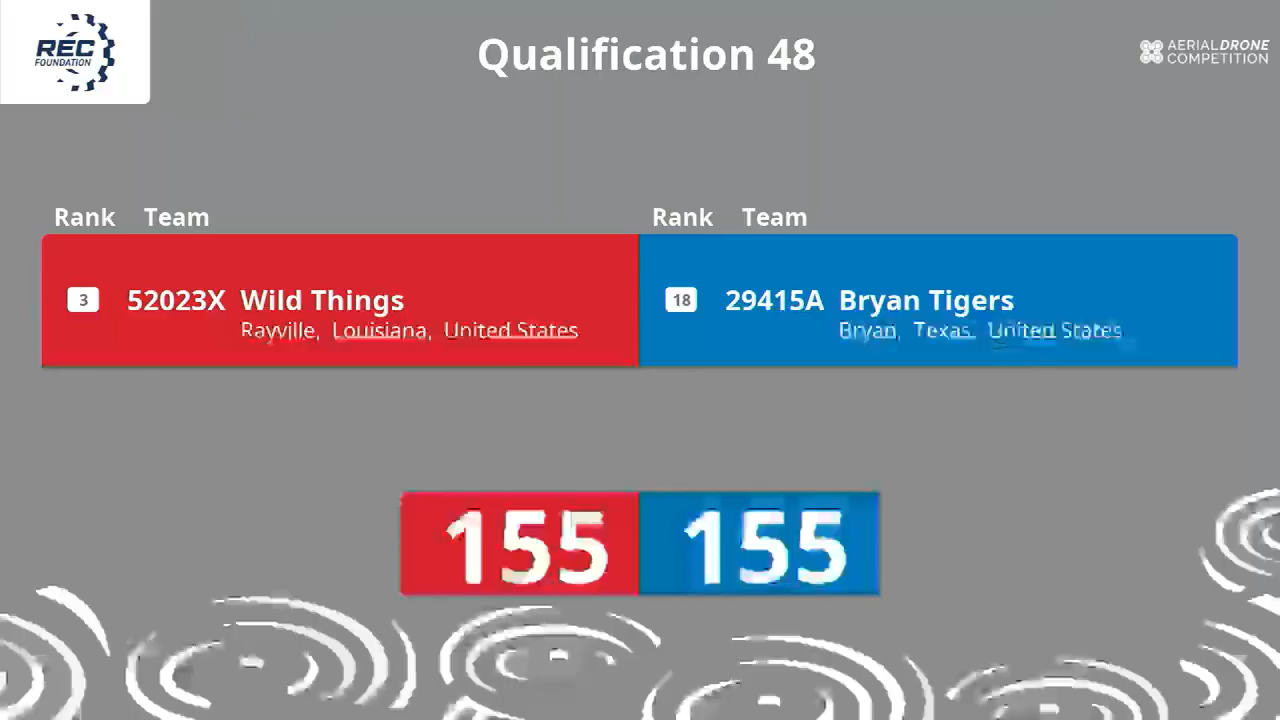 REC
FOUNDATION
Qualification 48
AERIALDRONE
COMPETITION
Rank Team
Rank Team
3 52023X Wild Things
Rayville, Louisiana, United States
18 29415A Bryan Tigers
Bryan, Texas, United States
155 155